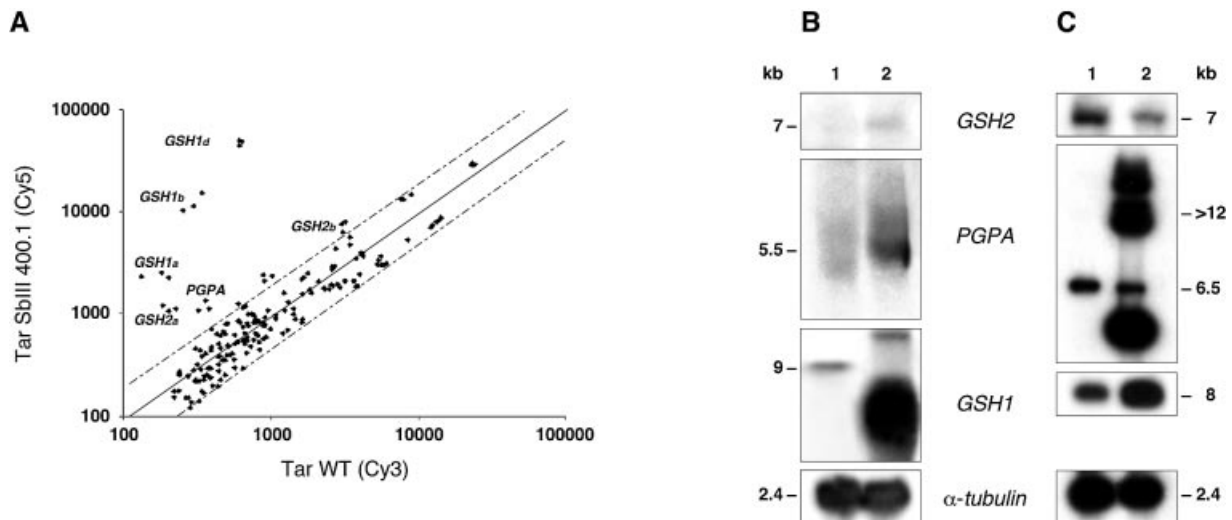 A
Tar SbIII 400.1 (Cy5)
100000
10000
1000
100
GSH1d
GSH1b
GSH1a
GSH2a
PGPA
GSH2b
100 1000 10000 100000
Tar WT (Cy3)
B
kb 1 2
7 –
5.5 –
9 –
2.4 –
GSH2
PGPA
GSH1
α-tubulin
C
1 2 kb
– 7
– >12
– 6.5
– 8
– 2.4